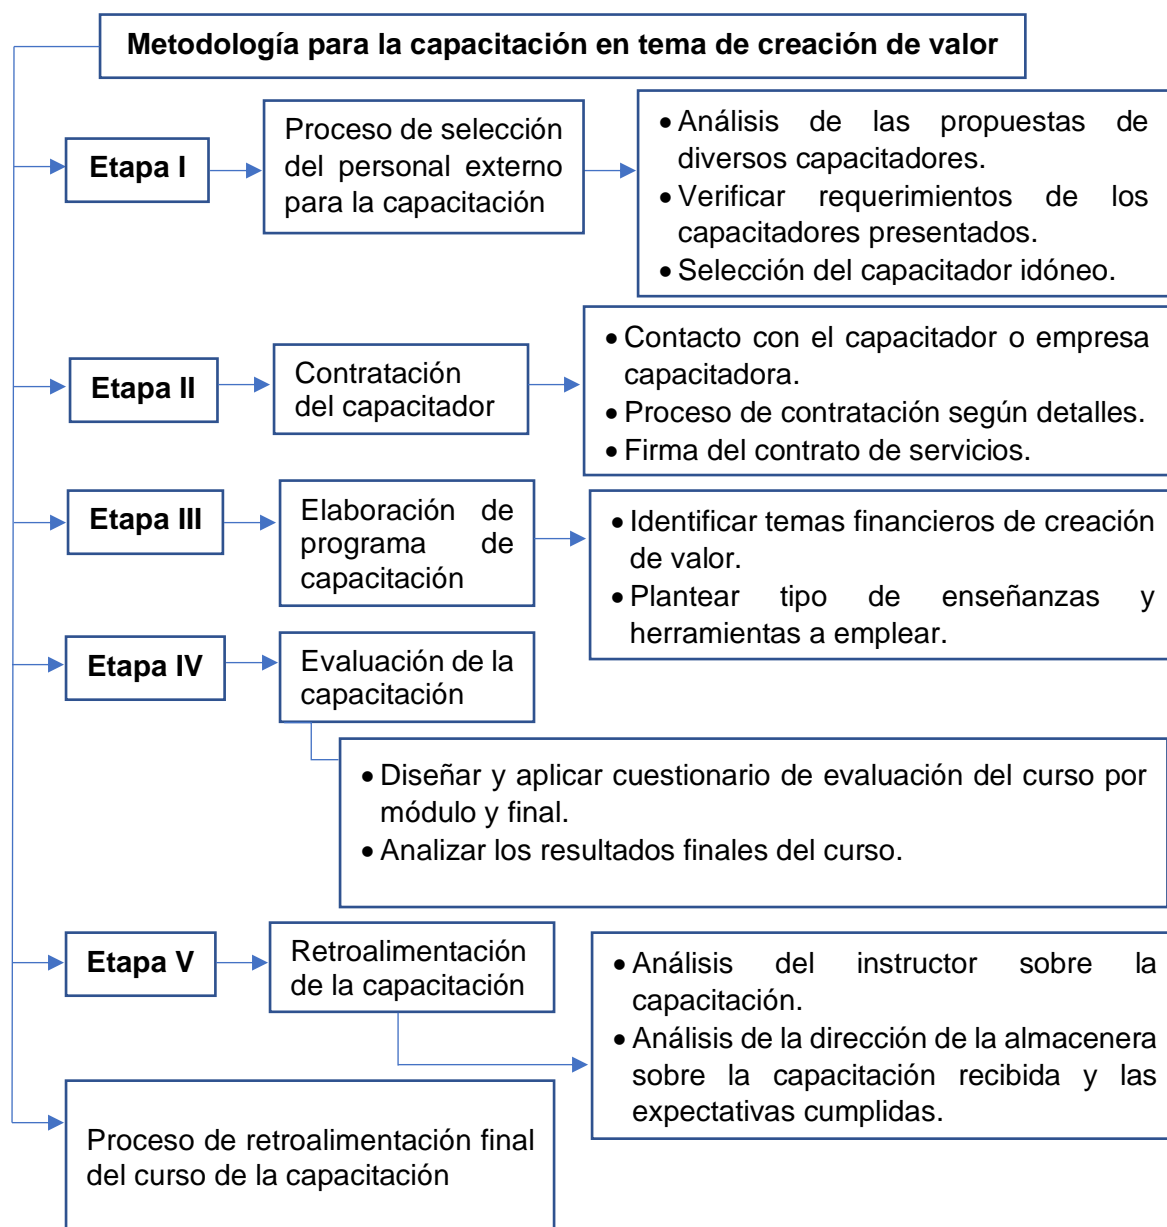 Metodología para la capacitación en tema de creación de valor
Etapa I
Proceso de selección
del personal externo
para la capacitación
• Análisis de las propuestas de
diversos capacitadores.
• Verificar requerimientos de los
capacitadores presentados.
• Selección del capacitador idóneo.
Etapa II
Contratación
del capacitador
• Contacto con el capacitador o empresa
capacitadora.
• Proceso de contratación según detalles.
• Firma del contrato de servicios.
Etapa III
Elaboración de
programa de
capacitación
• Identificar temas financieros de creación
de valor.
• Plantear tipo de enseñanzas y
herramientas a emplear.
Etapa IV
Evaluación de la
capacitación
• Diseñar y aplicar cuestionario de evaluación del curso por
módulo y final.
• Analizar los resultados finales del curso.
Etapa V
Retroalimentación
de la capacitación
• Análisis del instructor sobre la
capacitación.
• Análisis de la dirección de la almacenera
sobre la capacitación recibida y las
expectativas cumplidas.
Proceso de retroalimentación final
del curso de la capacitación